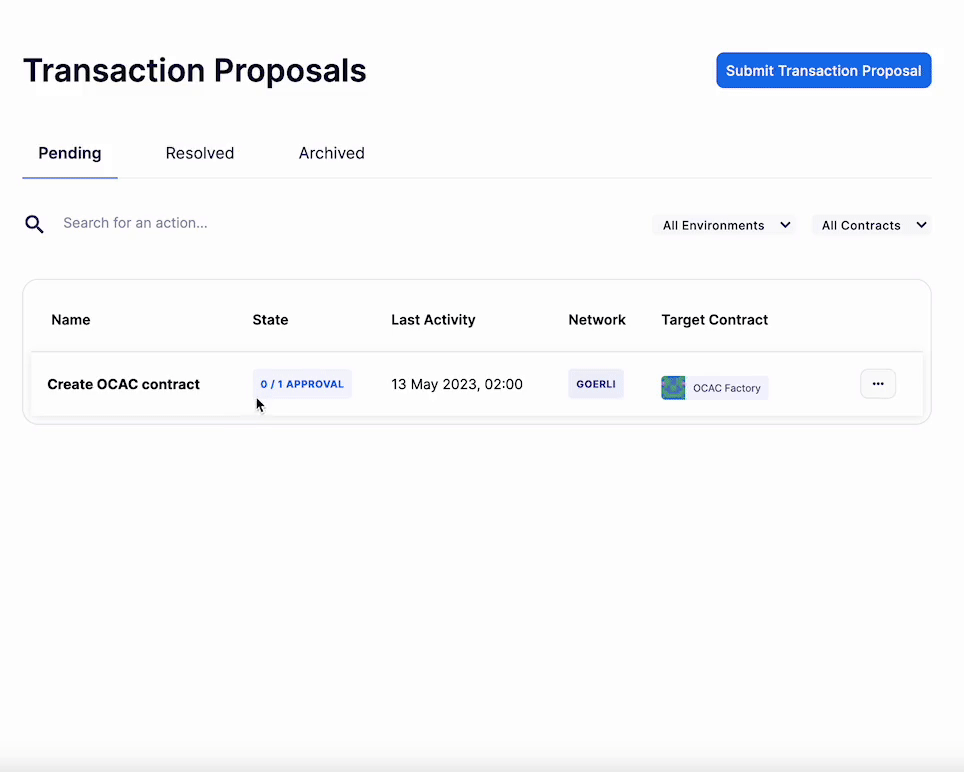 Transaction Proposals
Submit Transaction Proposal
Pending Resolved Archived
Search for an action...
All Environments All Contracts
Name State Last Activity Network Target Contract
Create OCAC contract 0 / 1 APPROVAL 13 May 2023, 02:00 GOERLI OCAC Factory